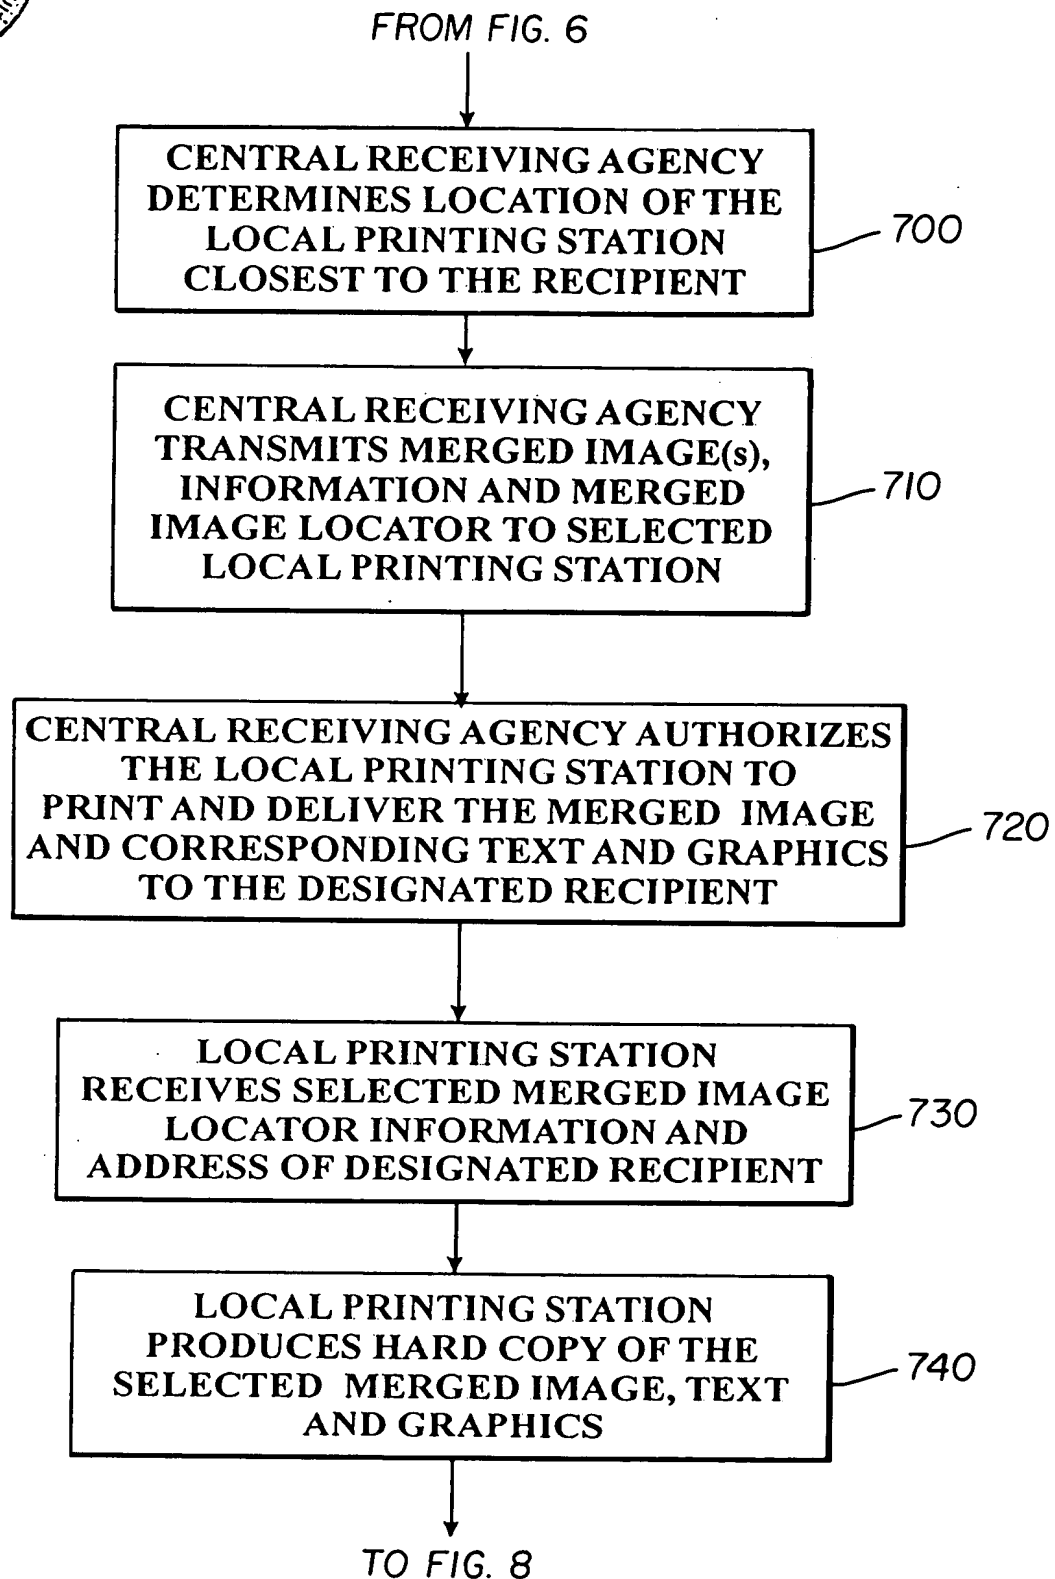 FROM FIG. 6
CENTRAL RECEIVING AGENCY
DETERMINES LOCATION OF THE
LOCAL PRINTING STATION
CLOSEST TO THE RECIPIENT
700
CENTRAL RECEIVING AGENCY
TRANSMITS MERGED IMAGE(s),
INFORMATION AND MERGED
IMAGE LOCATOR TO SELECTED
LOCAL PRINTING STATION
710
CENTRAL RECEIVING AGENCY AUTHORIZES
THE LOCAL PRINTING STATION TO
PRINT AND DELIVER THE MERGED IMAGE
AND CORRESPONDING TEXT AND GRAPHICS
TO THE DESIGNATED RECIPIENT
720
LOCAL PRINTING STATION
RECEIVES SELECTED MERGED IMAGE
LOCATOR INFORMATION AND
ADDRESS OF DESIGNATED RECIPIENT
730
LOCAL PRINTING STATION
PRODUCES HARD COPY OF THE
SELECTED MERGED IMAGE, TEXT
AND GRAPHICS
740
TO FIG. 8